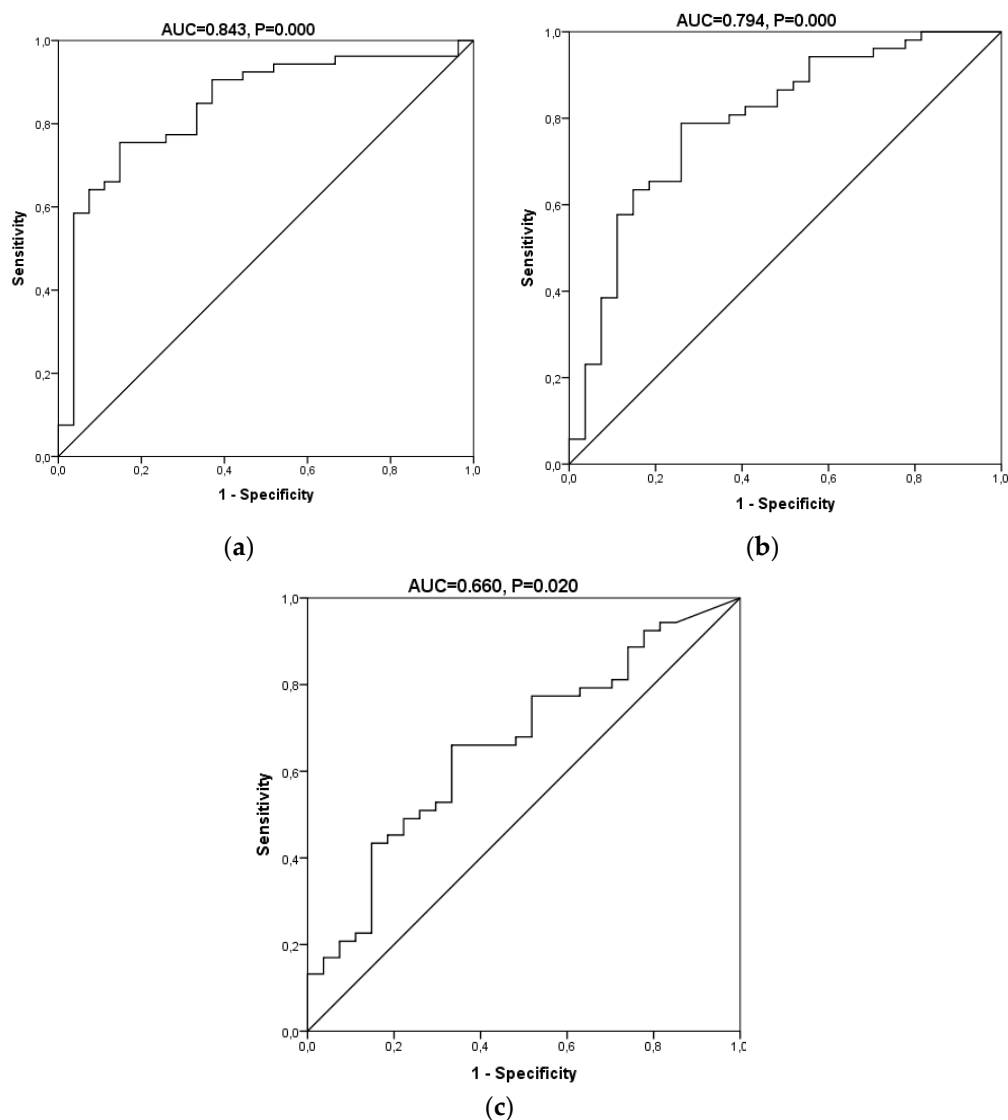 AUC=0.843, P=0.000
1,0
0,8
0,6
0,4
0,2
0,0
Sensitivity
0,0 0,2 0,4 0,6 0,8 1,0
1 - Specificity
(a)
AUC=0.794, P=0.000
1,0
0,8
0,6
0,4
0,2
0,0
Sensitivity
0,0 0,2 0,4 0,6 0,8 1,0
1 - Specificity
(b)
AUC=0.660, P=0.020
1,0
0,8
0,6
0,4
0,2
0,0
Sensitivity
0,0 0,2 0,4 0,6 0,8 1,0
1 - Specificity
(c)